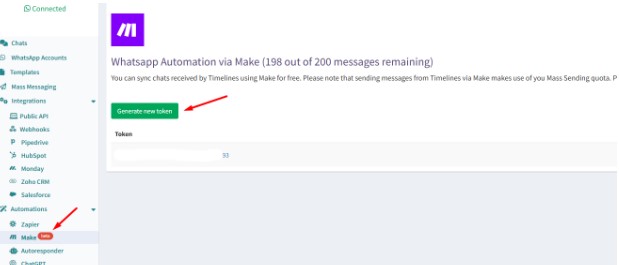 Connected
Chats
WhatsApp Accounts
Templates
Mass Messaging
Integrations
Public API
Webhooks
Pipedrive
HubSpot
Monday
Zoho CRM
Salesforce
Automations
Zapier
Make
Autoresponder
ChatGPT
Whatsapp Automation via Make (198 out of 200 messages remaining)
You can sync chats received by Timelines using Make for free. Please note that sending messages from Timelines via Make makes use of you Mass Sending quota. P
Generate new token
Token
93